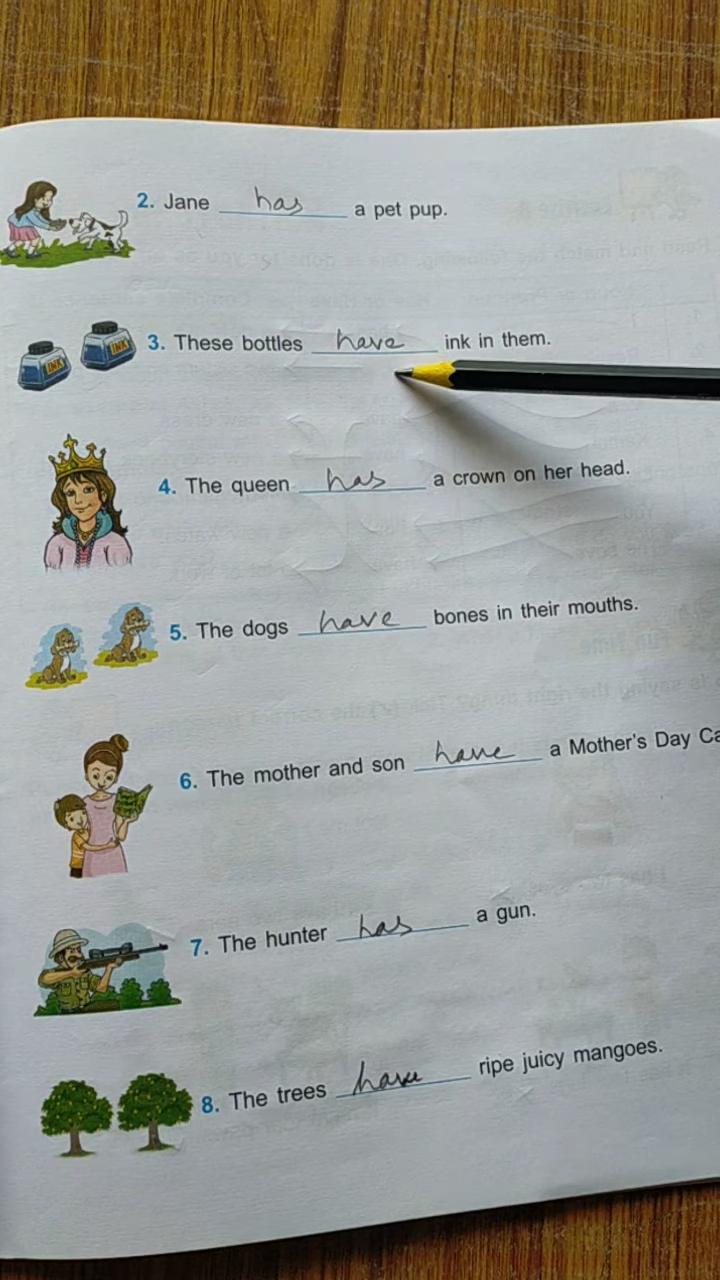 2. Jane has a pet pup.
INK
INK
3. These bottles have ink in them.
4. The queen has a crown on her head.
5. The dogs have bones in their mouths.
6. The mother and son have a Mother's Day Ca
7. The hunter has a gun.
8. The trees have ripe juicy mangoes.